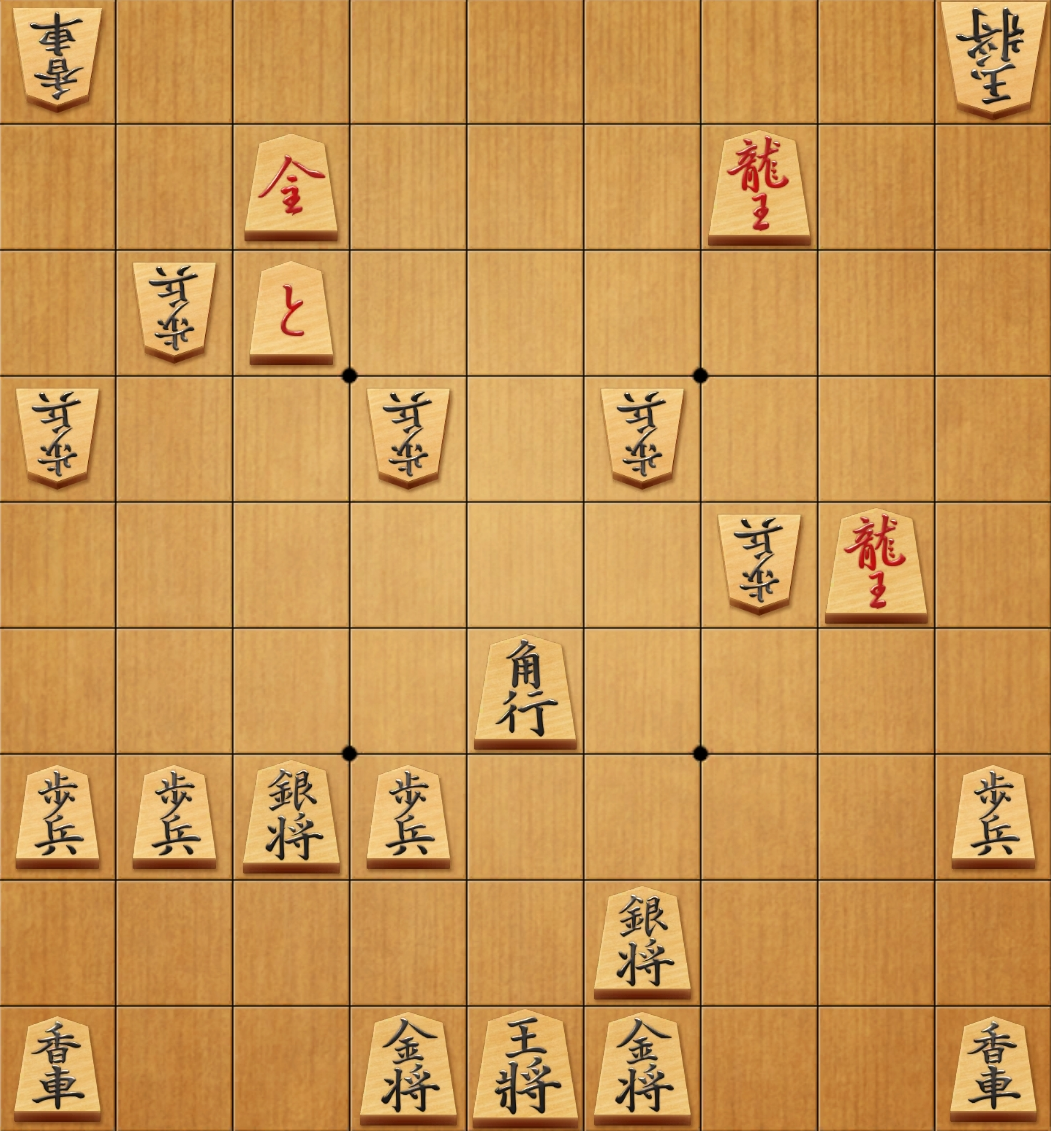 香車 玉将
全 龍王
歩兵 と
歩兵 歩兵 歩兵
歩兵 龍王
角行
歩兵 歩兵 銀将 歩兵 歩兵
銀将
香車 金将 王将 金将 香車